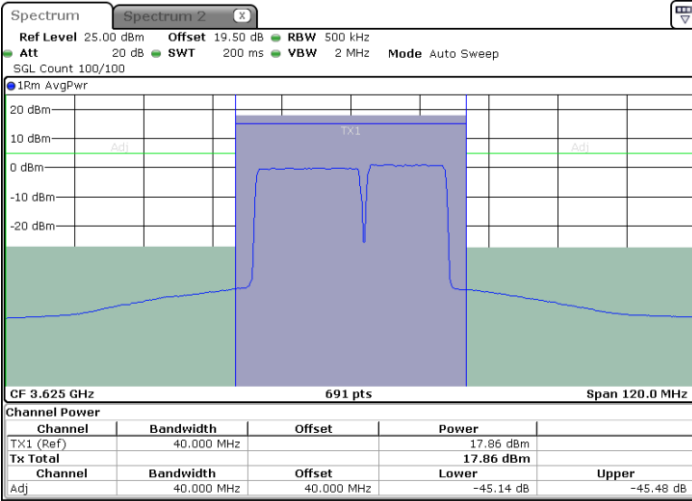 Spectrum Spectrum 2 X
Ref Level 25.00 dBm Offset 19.50 dB RBW 500 kHz
Att 20 dB SWT 200 ms VBW 2 MHz Mode Auto Sweep
SGL Count 100/100
1Rm AvgPwr
20 dBm
TX1
10 dBm
Adj Adj
0 dBm
-10 dBm
-20 dBm
CF 3.625 GHz 691 pts Span 120.0 MHz
Channel Power
Channel Bandwidth Offset Power
TX1 (Ref) 40.000 MHz 17.86 dBm
Tx Total 17.86 dBm
Channel Bandwidth Offset Lower Upper
Adj 40.000 MHz 40.000 MHz -45.14 dB -45.48 dB